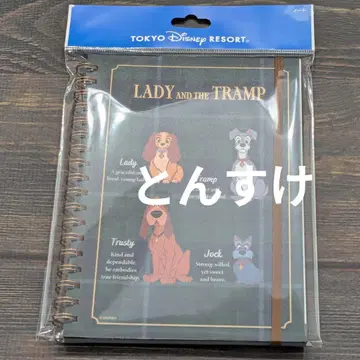 TOKYO Disney RESORT
LADY AND THE TRAMP
Lady
Tramp
とんすけ
Trusty
Kind and
dependable,
he embodies
true friendship.
Jock
Strong-willed,
yet sweet
and brave.